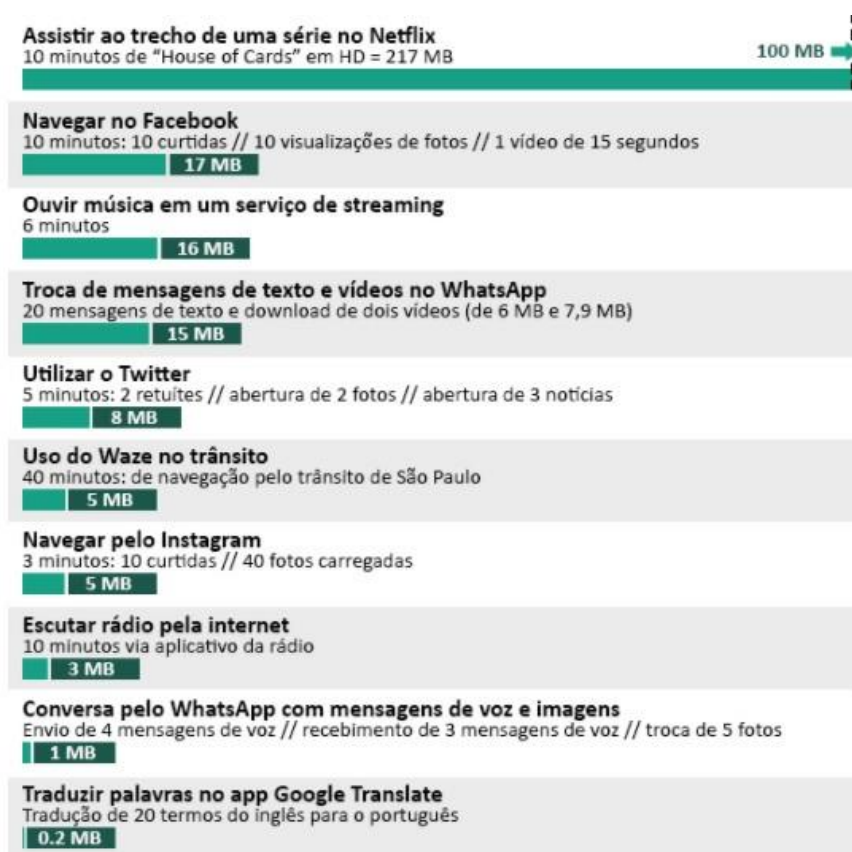 Assistir ao trecho de uma série no Netflix
10 minutos de “House of Cards” em HD = 217 MB
100 MB
Navegar no Facebook
10 minutos: 10 curtidas // 10 visualizações de fotos // 1 vídeo de 15 segundos
17 MB
Ouvir música em um serviço de streaming
6 minutos
16 MB
Troca de mensagens de texto e vídeos no WhatsApp
20 mensagens de texto e download de dois vídeos (de 6 MB e 7,9 MB)
15 MB
Utilizar o Twitter
5 minutos: 2 retuítes // abertura de 2 fotos // abertura de 3 notícias
8 MB
Uso do Waze no trânsito
40 minutos: de navegação pelo trânsito de São Paulo
5 MB
Navegar pelo Instagram
3 minutos: 10 curtidas // 40 fotos carregadas
5 MB
Escutar rádio pela internet
10 minutos via aplicativo da rádio
3 MB
Conversa pelo WhatsApp com mensagens de voz e imagens
Envio de 4 mensagens de voz // recebimento de 3 mensagens de voz // troca de 5 fotos
1 MB
Traduzir palavras no app Google Translate
Tradução de 20 termos do inglês para o português
0.2 MB